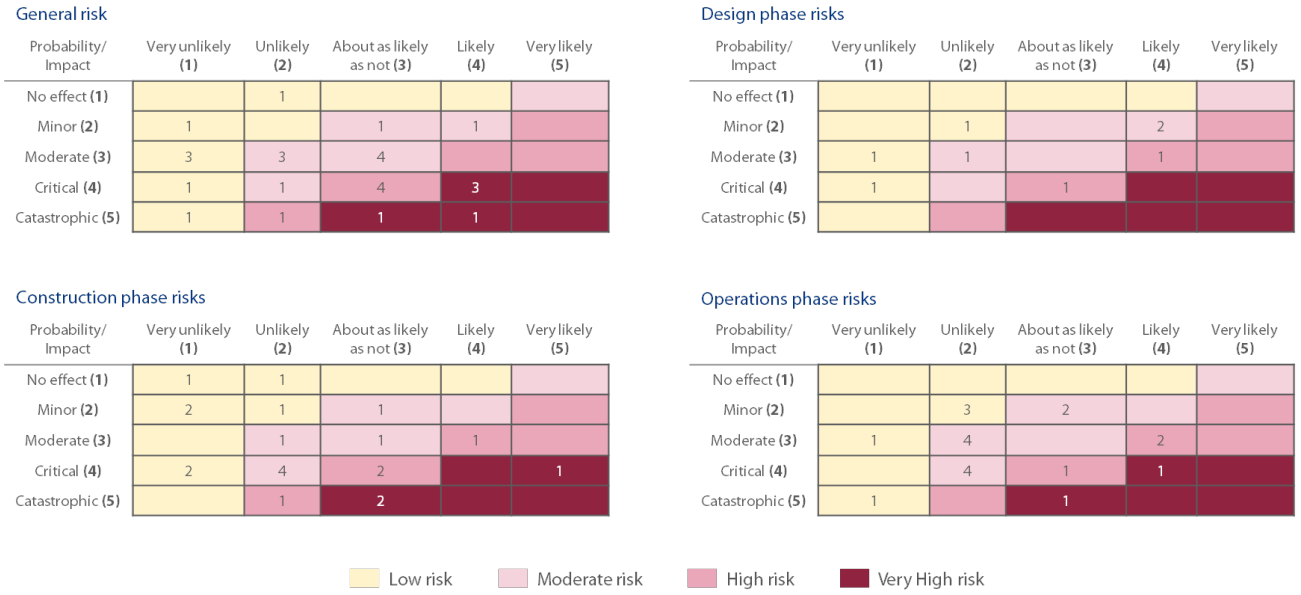 General risk
Probability/ Impact Very unlikely (1) Unlikely (2) About as likely as not (3) Likely (4) Very likely (5)
No effect (1) 1
Minor (2) 1 1 1
Moderate (3) 3 3 4
Critical (4) 1 1 4 3
Catastrophic (5) 1 1 1 1
Design phase risks
Probability/ Impact Very unlikely (1) Unlikely (2) About as likely as not (3) Likely (4) Very likely (5)
No effect (1)
Minor (2) 1 2
Moderate (3) 1 1 1
Critical (4) 1 1
Catastrophic (5)
Construction phase risks
Probability/ Impact Very unlikely (1) Unlikely (2) About as likely as not (3) Likely (4) Very likely (5)
No effect (1) 1 1
Minor (2) 2 1 1
Moderate (3) 1 1 1
Critical (4) 2 4 2 1
Catastrophic (5) 1 2
Operations phase risks
Probability/ Impact Very unlikely (1) Unlikely (2) About as likely as not (3) Likely (4) Very likely (5)
No effect (1)
Minor (2) 3 2
Moderate (3) 1 4 2
Critical (4) 4 1 1
Catastrophic (5) 1 1
Low risk Moderate risk High risk Very High risk